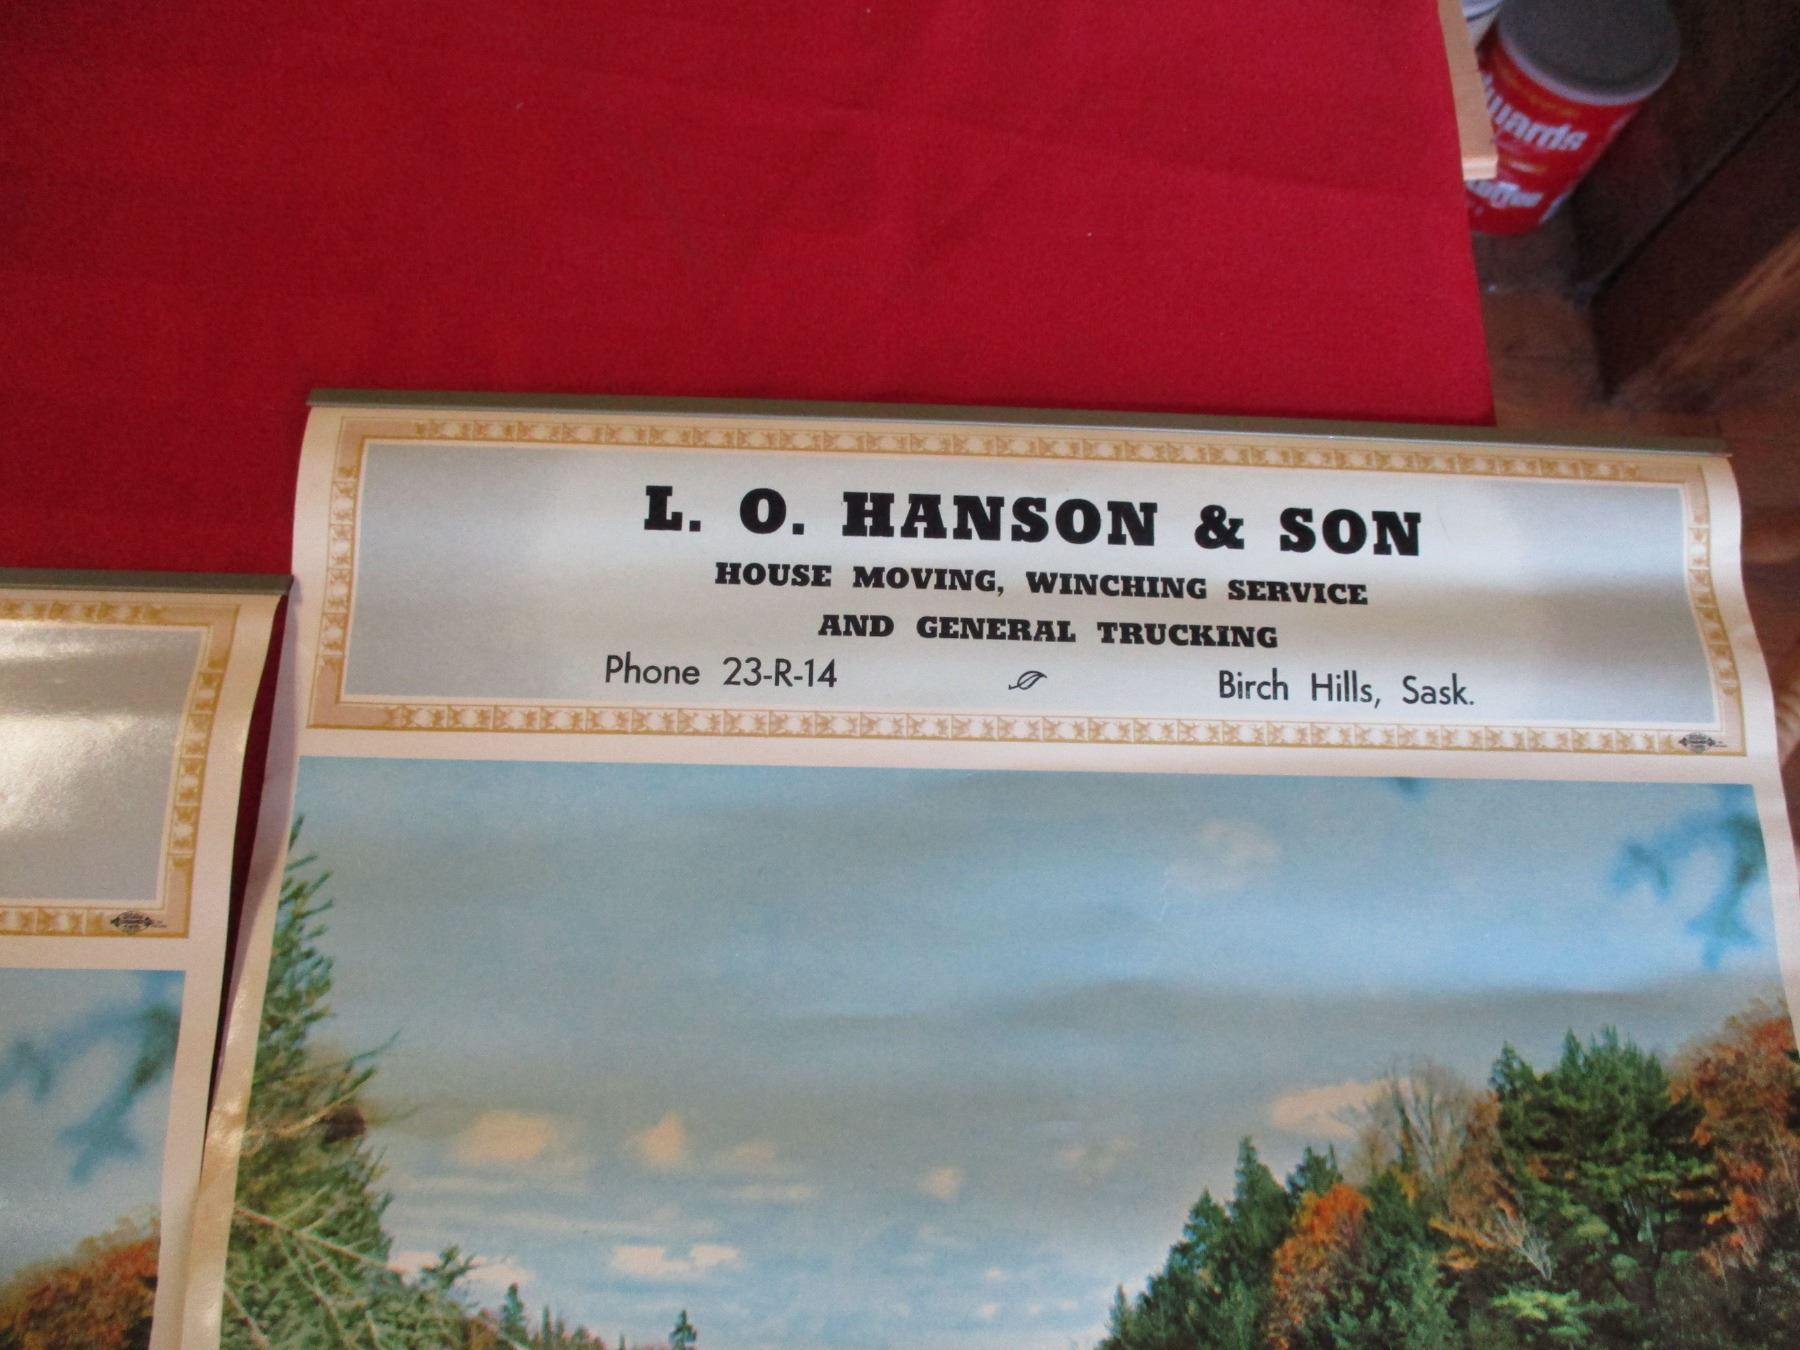 L. O. HANSON & SON
HOUSE MOVING, WINCHING SERVICE
AND GENERAL TRUCKING
Phone 23-R-14
Birch Hills, Sask.